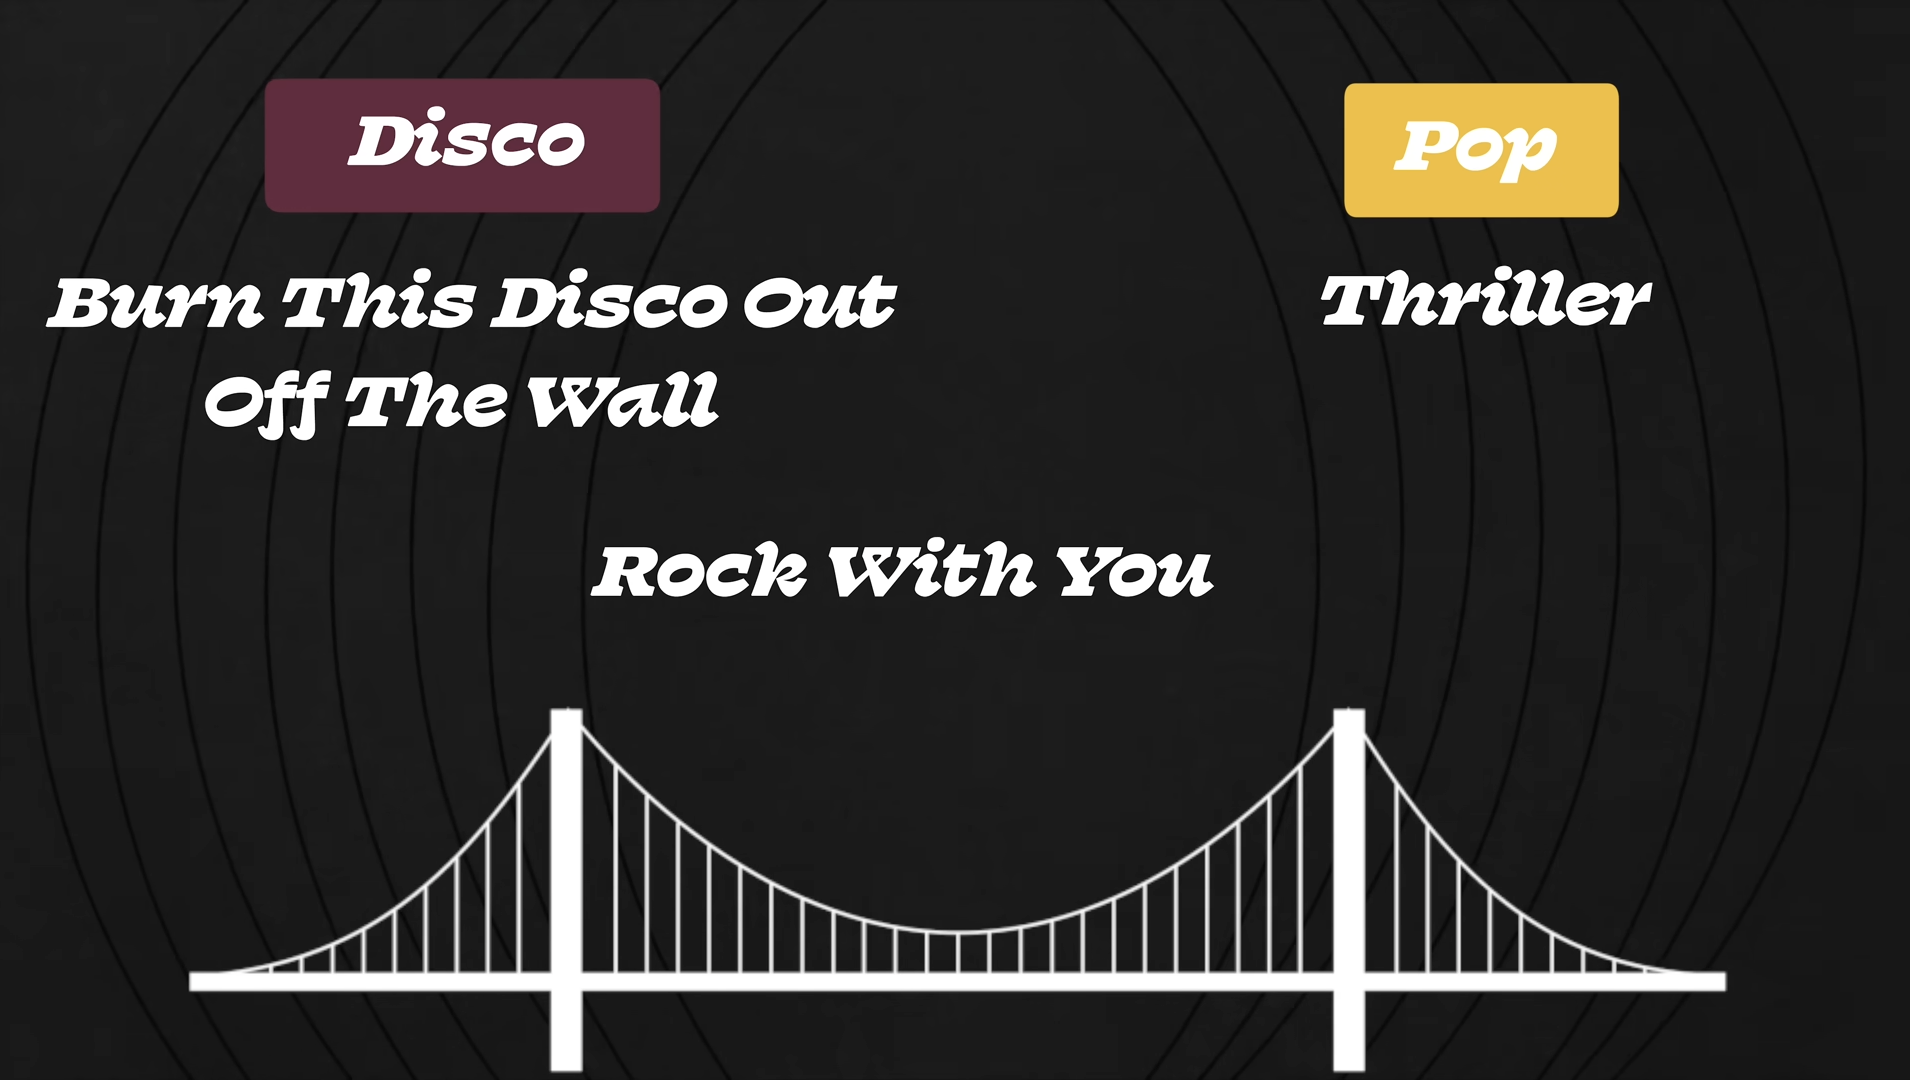 Disco
Pop
Burn This Disco Out
Thriller
Off The Wall
Rock With You